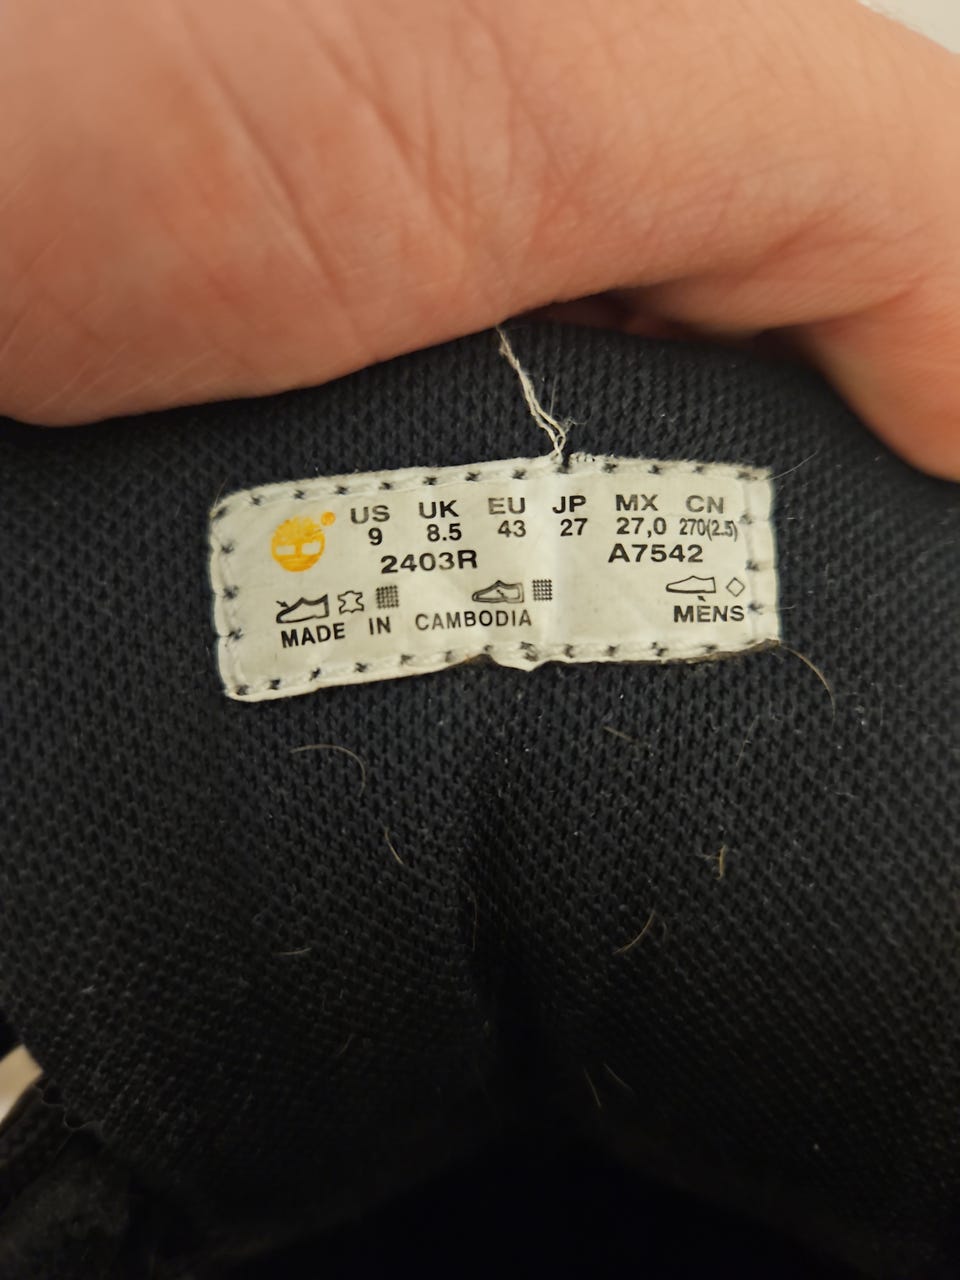 US UK EU JP MX CN
9 8.5 43 27 27,0 270(2.5)
2403R A7542
MADE IN CAMBODIA MENS